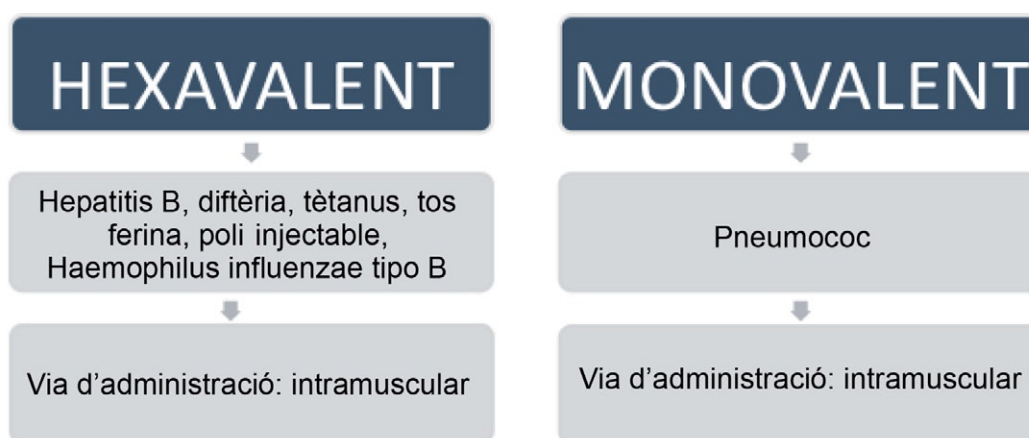 HEXAVALENT
Hepatitis B, diftèria, tètanus, tos
ferina, poli injectable,
Haemophilus influenzae tipo B
Via d’administració: intramuscular
MONOVALENT
Pneumococ
Via d’administració: intramuscular